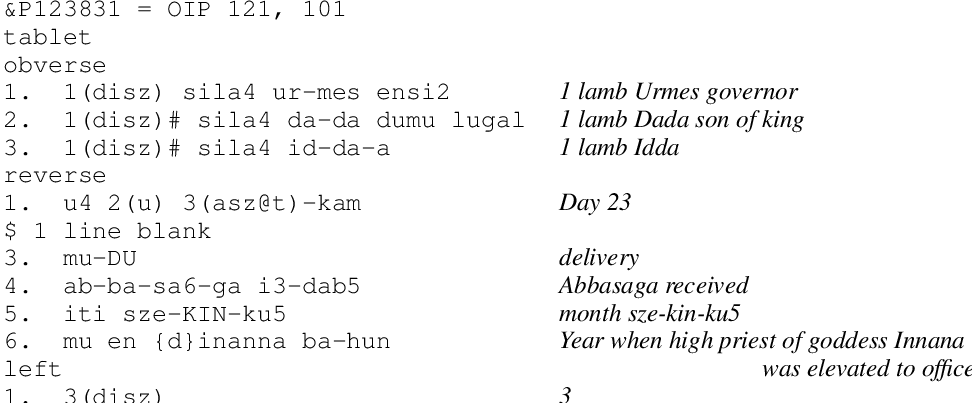 &P123831 = OIP 121, 101
tablet
obverse
1. 1(disz) sila4 ur-mes ensi2 1 lamb Urmes governor
2. 1(disz)# sila4 da-da dumu lugal 1 lamb Dada son of king
3. 1(disz)# sila4 id-da-a 1 lamb Idda
reverse
1. u4 2(u) 3(asz@t)-kam Day 23
$ 1 line blank
3. mu-DU delivery
4. ab-ba-sa6-ga i3-dab5 Abbasaga received
5. iti sze-KIN-ku5 month sze-kin-ku5
6. mu en {d}inanna ba-hun Year when high priest of goddess Innana
left was elevated to office
1. 3(disz) 3